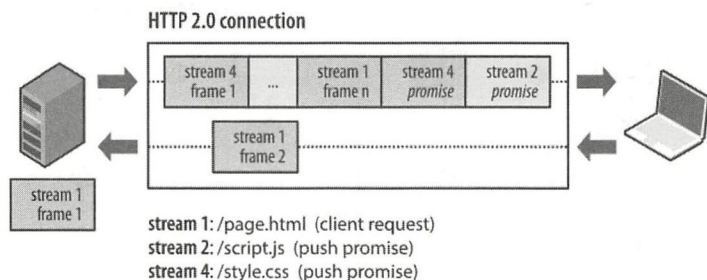 HTTP 2.0 connection
stream 4
frame 1
...
stream 1
frame n
stream 4
promise
stream 2
promise
stream 1
frame 2
stream 1
frame 1
stream 1: /page.html (client request)
stream 2: /script.js (push promise)
stream 4: /style.css (push promise)